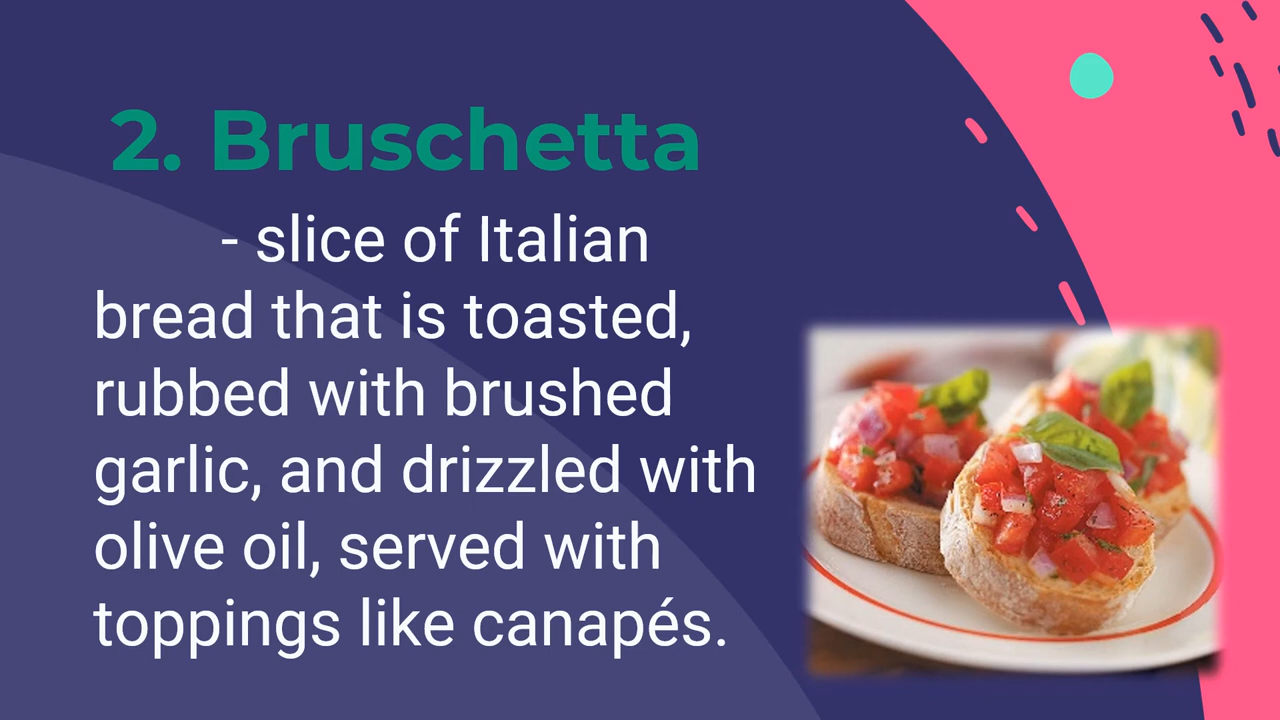 2. Bruschetta
- slice of Italian
bread that is toasted,
rubbed with brushed
garlic, and drizzled with
olive oil, served with
toppings like canapés.